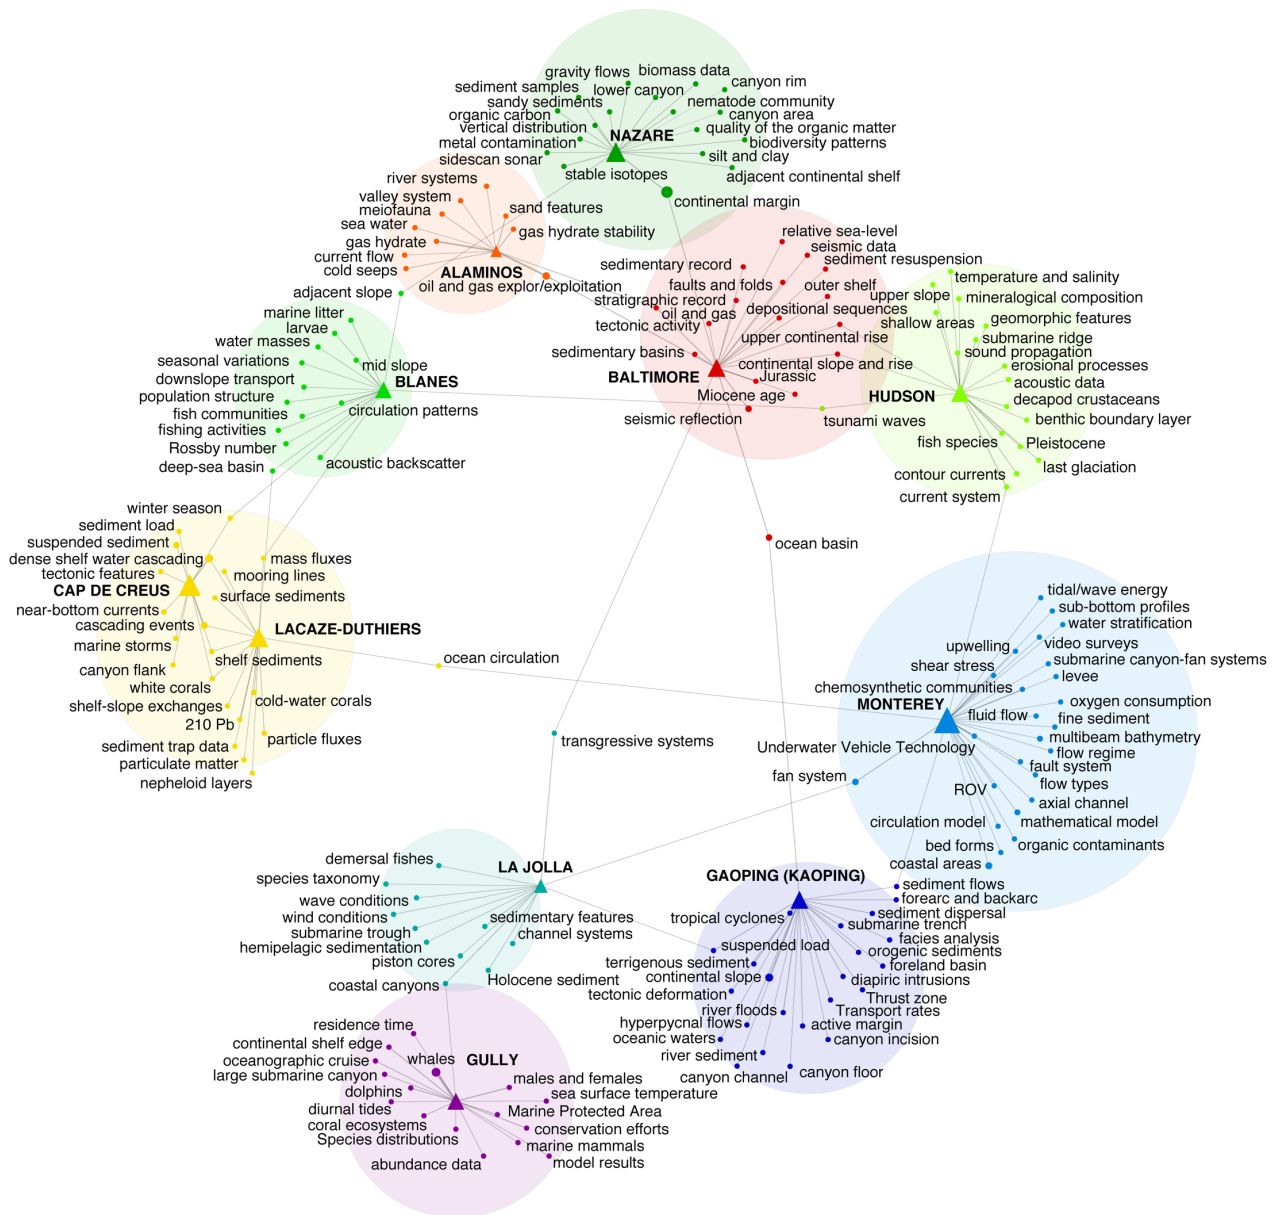 gravity flows
biomass data
canyon rim
sediment samples
lower canyon
sandy sediments
nematode community
organic carbon
canyon area
vertical distribution
quality of the organic matter
NAZARE
metal contamination
biodiversity patterns
sidescan sonar
silt and clay
stable isotopes
adjacent continental shelf
continental margin
river systems
valley system
meiofauna
sand features
sea water
gas hydrate stability
gas hydrate
current flow
cold seeps
ALAMINOS
oil and gas explor/exploitation
adjacent slope
relative sea-level
seismic data
sediment resuspension
sedimentary record
faults and folds
outer shelf
stratigraphic record
oil and gas
depositional sequences
tectonic activity
upper continental rise
sedimentary basins
continental slope and rise
BALTIMORE
Jurassic
Miocene age
seismic reflection
tsunami waves
temperature and salinity
upper slope
mineralogical composition
shallow areas
geomorphic features
submarine ridge
sound propagation
erosional processes
acoustic data
HUDSON
decapod crustaceans
benthic boundary layer
fish species
Pleistocene
last glaciation
contour currents
current system
marine litter
larvae
water masses
seasonal variations
mid slope
downslope transport
BLANES
population structure
circulation patterns
fish communities
fishing activities
Rossby number
acoustic backscatter
deep-sea basin
winter season
sediment load
suspended sediment
dense shelf water cascading
mass fluxes
tectonic features
mooring lines
CAP DE CREUS
surface sediments
near-bottom currents
cascading events
LACAZE-DUTHIERS
marine storms
shelf sediments
canyon flank
white corals
cold-water corals
shelf-slope exchanges
210 Pb
sediment trap data
particle fluxes
particulate matter
nepheloid layers
ocean circulation
ocean basin
transgressive systems
tidal/wave energy
sub-bottom profiles
water stratification
upwelling
video surveys
shear stress
submarine canyon-fan systems
levee
chemosynthetic communities
MONTEREY
oxygen consumption
fluid flow
fine sediment
multibeam bathymetry
Underwater Vehicle Technology
flow regime
fault system
fan system
flow types
ROV
axial channel
circulation model
mathematical model
bed forms
organic contaminants
coastal areas
LA JOLLA
demersal fishes
species taxonomy
wave conditions
wind conditions
sedimentary features
submarine trough
channel systems
hemipelagic sedimentation
piston cores
coastal canyons
Holocene sediment
GAOPING (KAOPING)
sediment flows
forearc and backarc
tropical cyclones
sediment dispersal
submarine trench
suspended load
facies analysis
orogenic sediments
terrigenous sediment
foreland basin
continental slope
diapiric intrusions
tectonic deformation
Thrust zone
river floods
Transport rates
hyperpycnal flows
active margin
oceanic waters
canyon incision
river sediment
canyon channel
canyon floor
residence time
continental shelf edge
oceanographic cruise
whales
GULLY
large submarine canyon
males and females
dolphins
sea surface temperature
diurnal tides
Marine Protected Area
coral ecosystems
conservation efforts
Species distributions
marine mammals
abundance data
model results